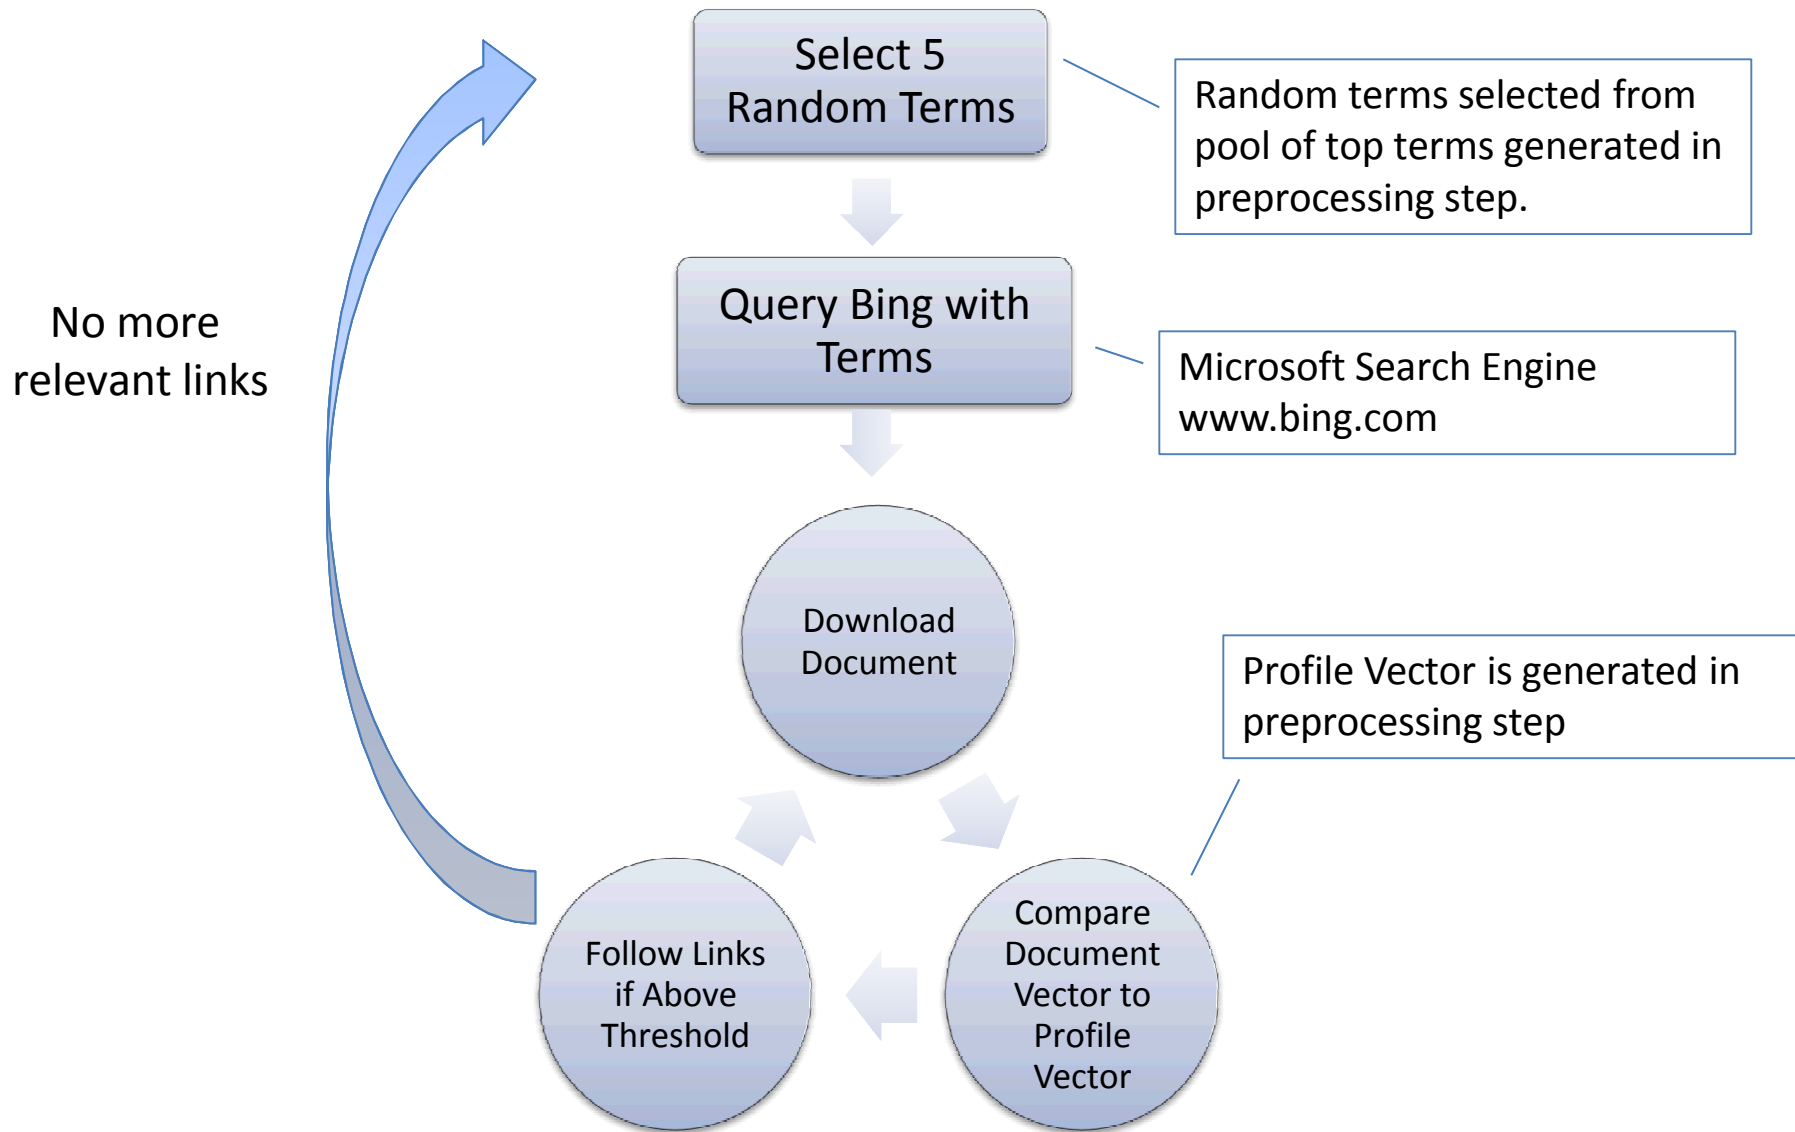 Select 5
Random Terms
Random terms selected from
pool of top terms generated in
preprocessing step.
Query Bing with
Terms
Microsoft Search Engine
www.bing.com
No more
relevant links
Download
Document
Profile Vector is generated in
preprocessing step
Compare
Document
Vector to
Profile
Vector
Follow Links
if Above
Threshold